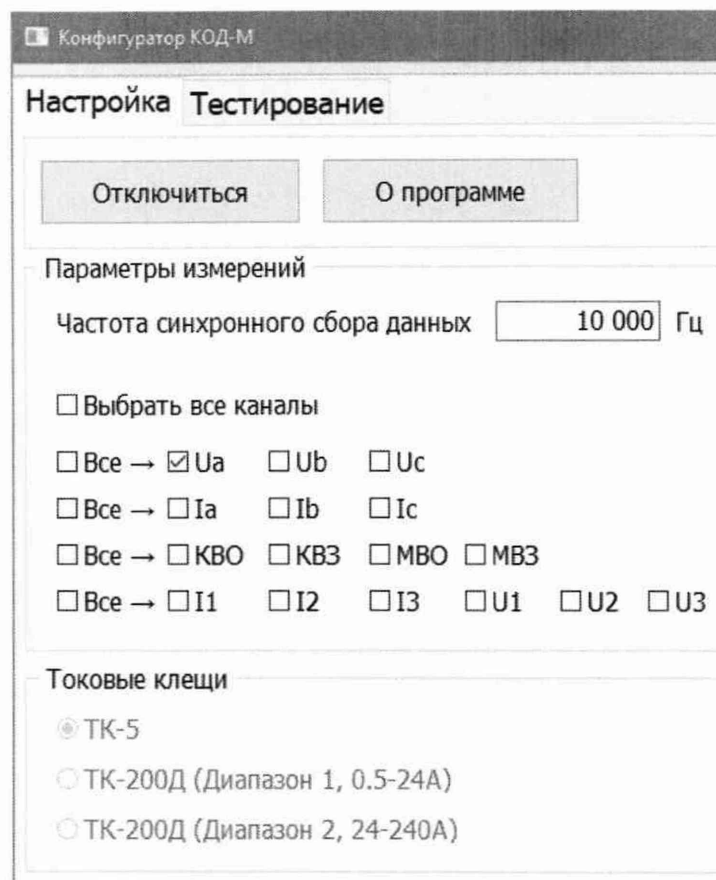 Конфигуратор КОД-М
Настройка Тестирование
Отключиться О программе
Параметры измерений
Частота синхронного сбора данных 10 000 Гц
Выбрать все каналы
Все → Ua Ub Uc
Все → Ia Ib Ic
Все → КВО КВЗ МВО МВЗ
Все → I1 I2 I3 U1 U2 U3
Токовые клещи
ТК-5
ТК-200Д (Диапазон 1, 0.5-24А)
ТК-200Д (Диапазон 2, 24-240А)